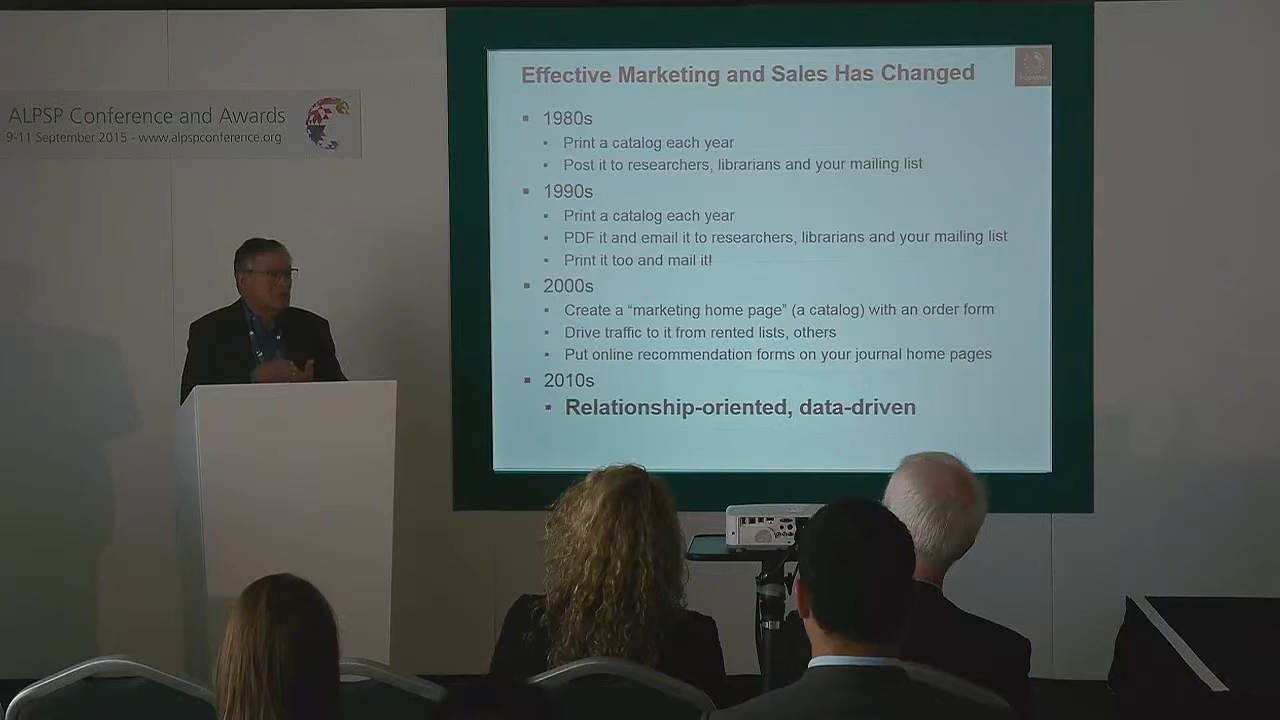 ALPSP Conference and Awards
9-11 September 2015 - www.alpspconference.org
Effective Marketing and Sales Has Changed
▪ 1980s
▪ Print a catalog each year
▪ Post it to researchers, librarians and your mailing list
▪ 1990s
▪ Print a catalog each year
▪ PDF it and email it to researchers, librarians and your mailing list
▪ Print it too and mail it!
▪ 2000s
▪ Create a “marketing home page” (a catalog) with an order form
▪ Drive traffic to it from rented lists, others
▪ Put online recommendation forms on your journal home pages
▪ 2010s
▪ Relationship-oriented, data-driven